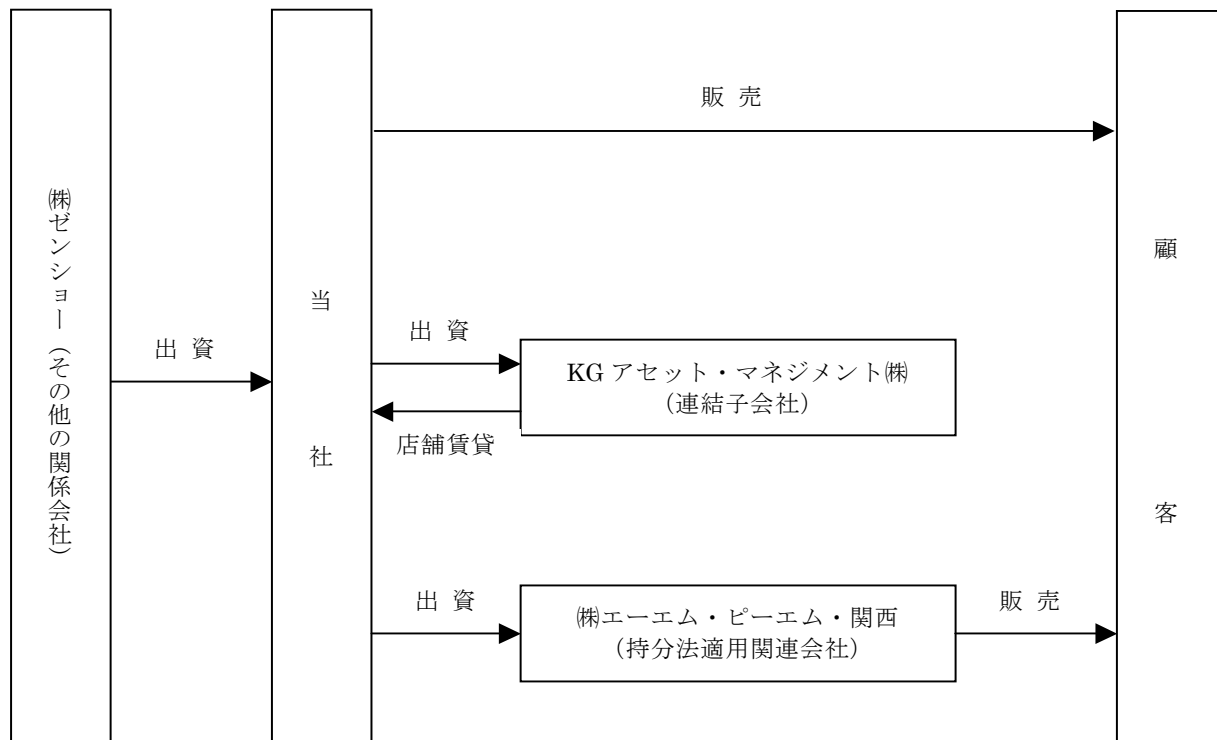 ㈱ゼンショー（その他の関係会社）
出 資
当社
販 売
出 資
KG アセット・マネジメント㈱
（連結子会社）
店舗賃貸
出 資
㈱エーエム・ピーエム・関西
（持分法適用関連会社）
販 売
顧客